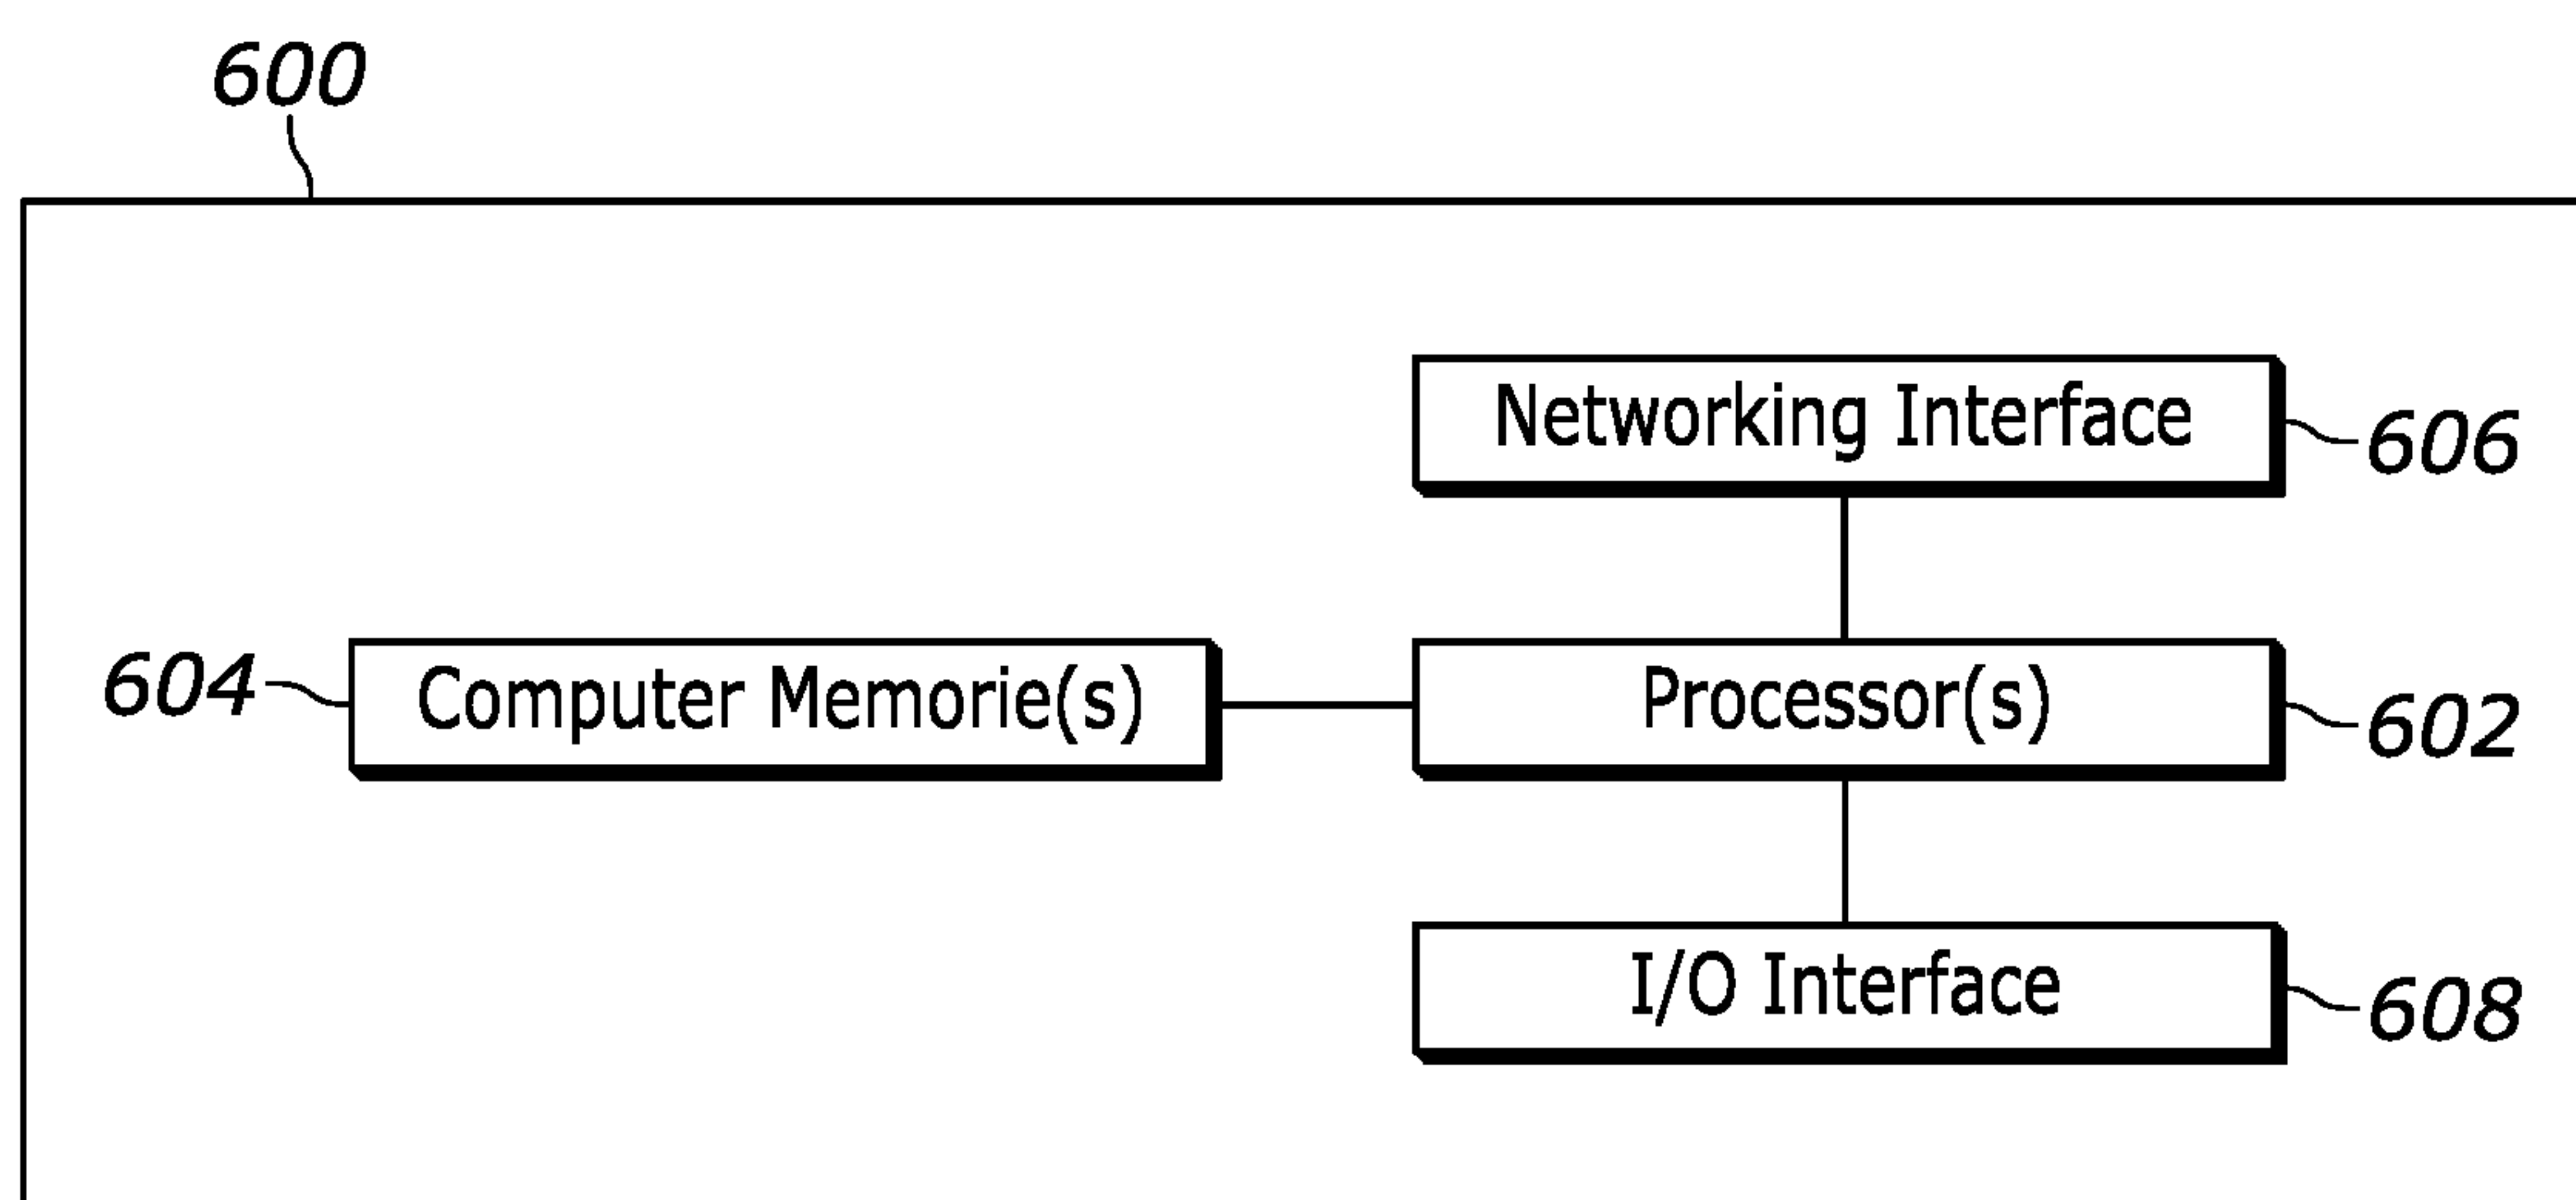 600
Networking Interface
606
604
Computer Memorie(s)
Processor(s)
602
I/O Interface
608